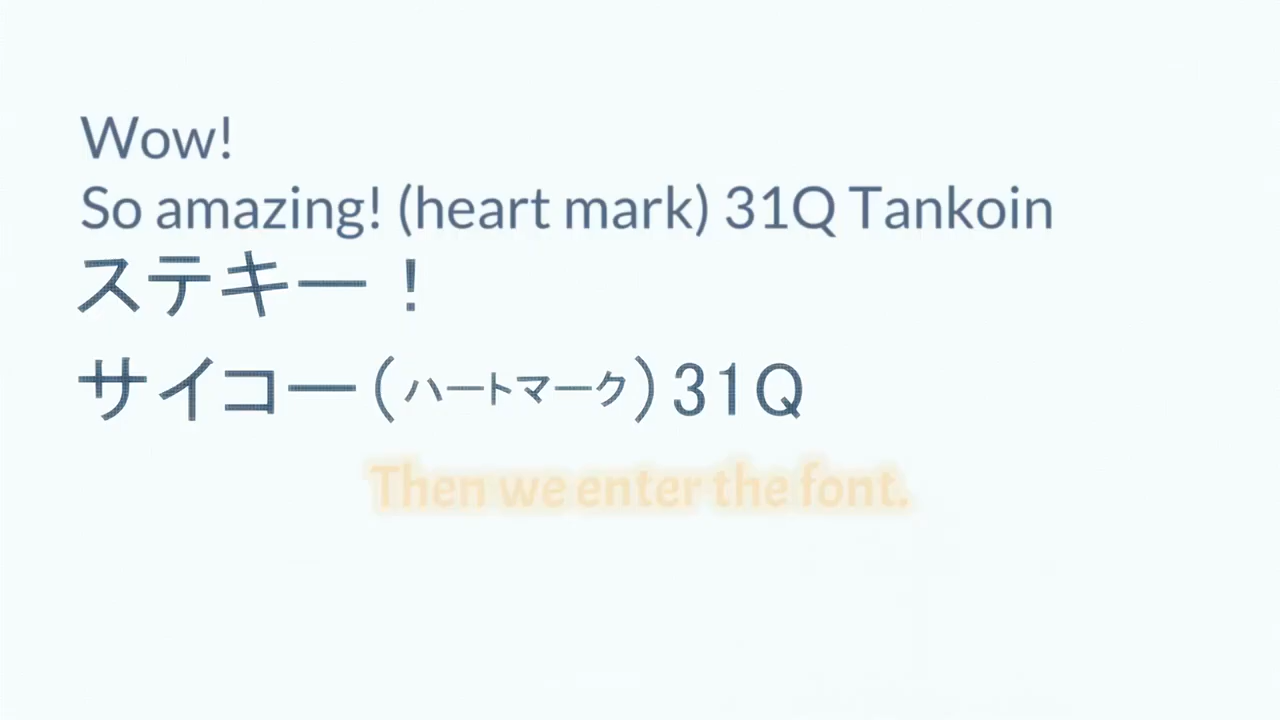 Wow!
So amazing! (heart mark) 31Q Tankoin
ステキー！
サイコー(ハートマーク)31Q
Then we enter the font.